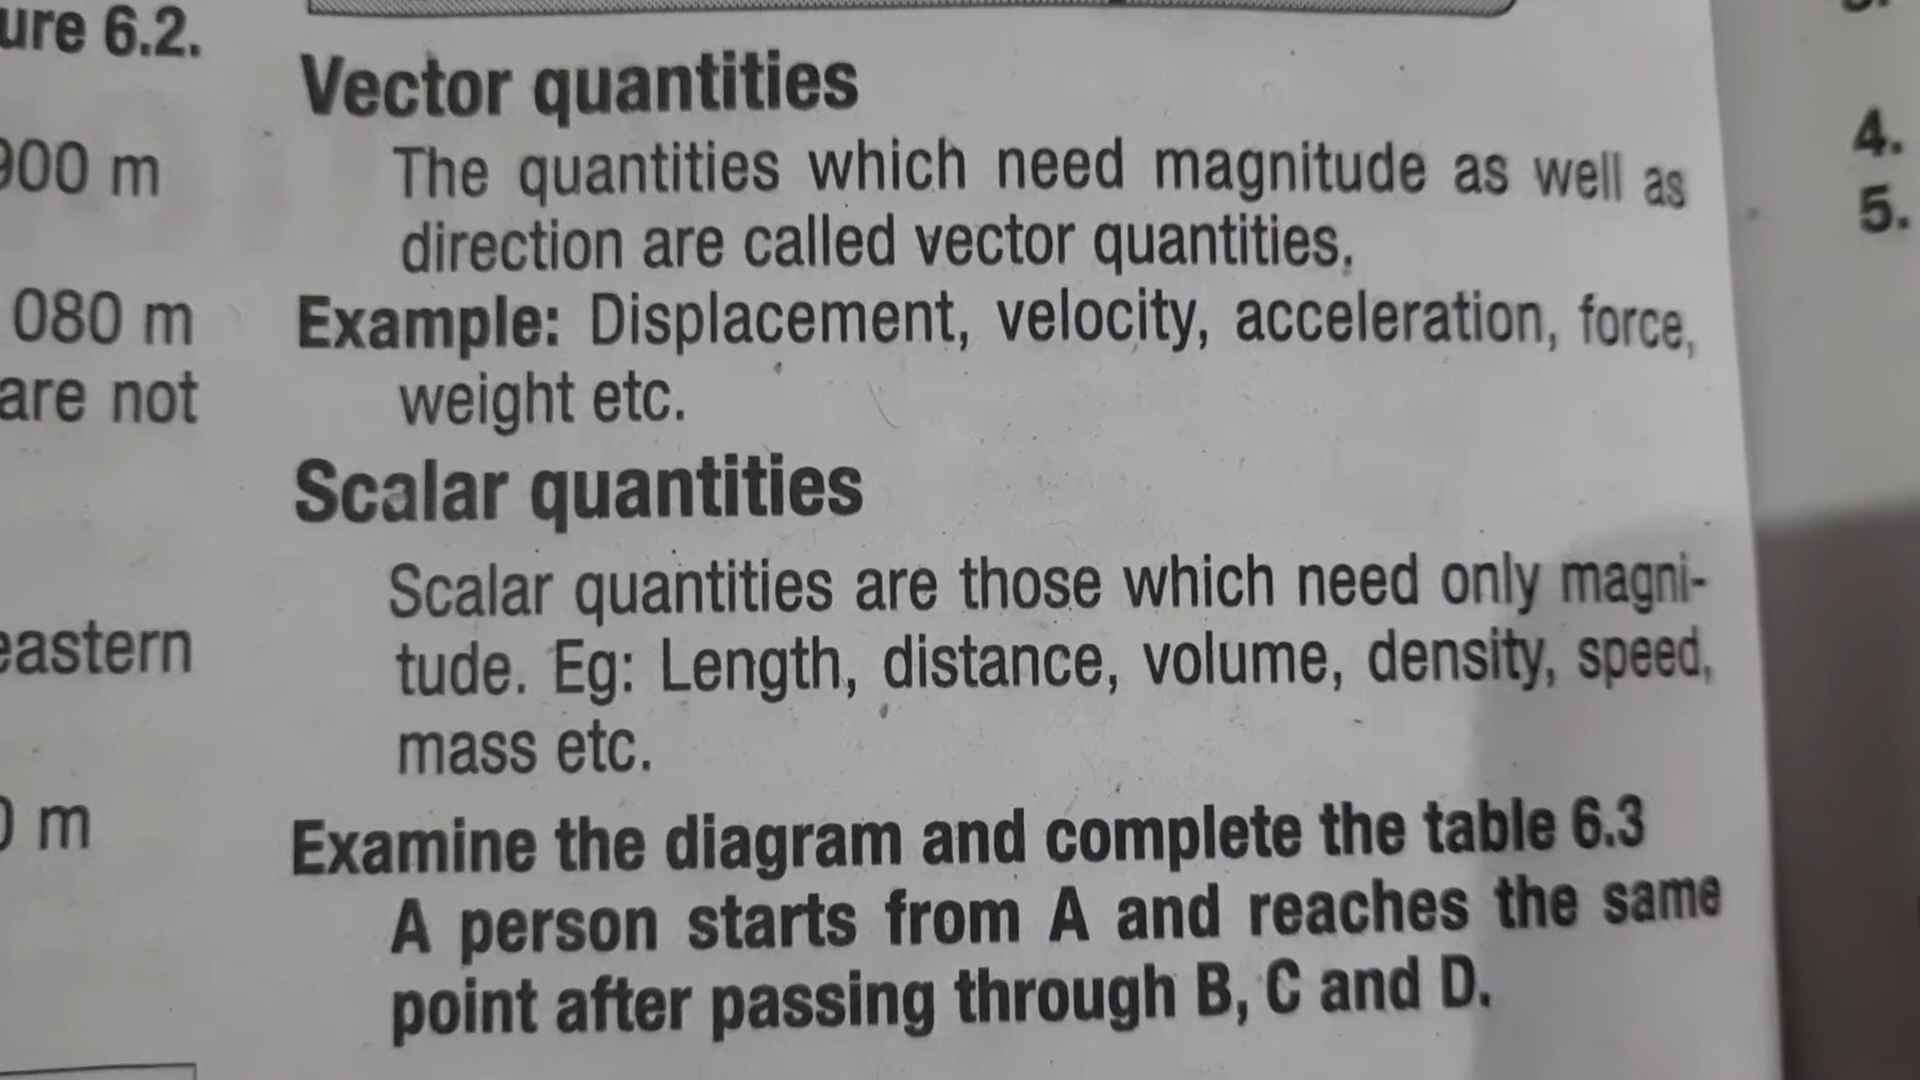 ure 6.2.
900 m
080 m
are not
eastern
0 m
Vector quantities
The quantities which need magnitude as well as
direction are called vector quantities.
Example: Displacement, velocity, acceleration, force,
weight etc.
Scalar quantities
Scalar quantities are those which need only magni-
tude. Eg: Length, distance, volume, density, speed,
mass etc.
Examine the diagram and complete the table 6.3
A person starts from A and reaches the same
point after passing through B, C and D.
4.
5.